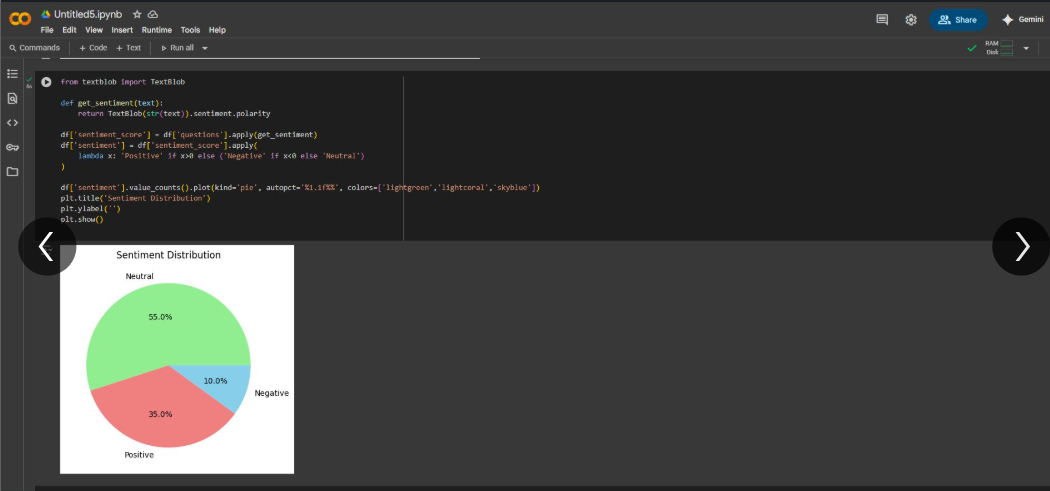 Untitled5.ipynb
File Edit View Insert Runtime Tools Help
Share
Gemini
Commands + Code + Text Run all
RAM
Disk
from textblob import TextBlob
def get_sentiment(text):
    return TextBlob(str(text)).sentiment.polarity
df['sentiment_score'] = df['questions'].apply(get_sentiment)
df['sentiment'] = df['sentiment_score'].apply(
    lambda x: 'Positive' if x>0 else ('Negative' if x<0 else 'Neutral')
)
df['sentiment'].value_counts().plot(kind='pie', autopct='%1.1f%%', colors=['lightgreen','lightcoral','skyblue'])
plt.title('Sentiment Distribution')
plt.ylabel('')
plt.show()
Sentiment Distribution
Neutral
55.0%
10.0%
Negative
35.0%
Positive